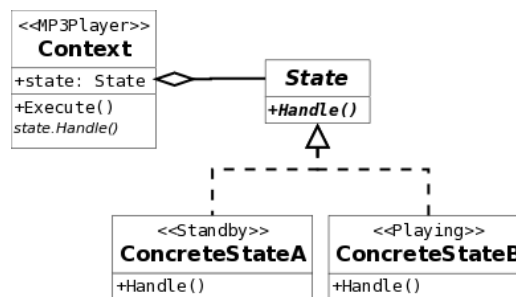 <<MP3Player>>
Context
+state: State
+Execute()
state.Handle()
State
+Handle()
<<Standby>>
ConcreteStateA
+Handle()
<<Playing>>
ConcreteStateB
+Handle()